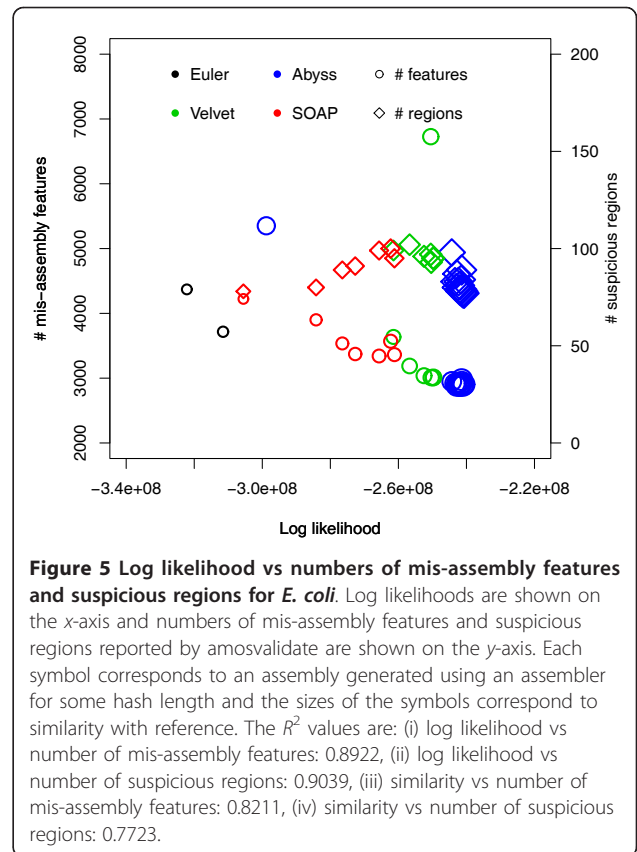 8000
7000
6000
5000
4000
3000
2000
# mis−assembly features
Euler
Abyss
# features
Velvet
SOAP
# regions
200
150
100
50
0
# suspicious regions
−3.4e+08
−3.0e+08
−2.6e+08
−2.2e+08
Log likelihood
Figure 5 Log likelihood vs numbers of mis-assembly features
and suspicious regions for E. coli. Log likelihoods are shown on
the x-axis and numbers of mis-assembly features and suspicious
regions reported by amosvalidate are shown on the y-axis. Each
symbol corresponds to an assembly generated using an assembler
for some hash length and the sizes of the symbols correspond to
similarity with reference. The R² values are: (i) log likelihood vs
number of mis-assembly features: 0.8922, (ii) log likelihood vs
number of suspicious regions: 0.9039, (iii) similarity vs number of
mis-assembly features: 0.8211, (iv) similarity vs number of suspicious
regions: 0.7723.